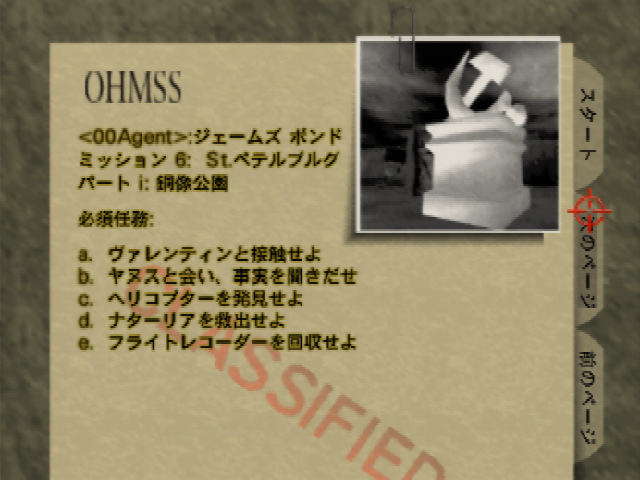 OHMSS
<00Agent>:ジェームズ ボンド
ミッション 6: St.ペテルブルグ
パート i: 銅像公園
必須任務:
a. ヴァレンティンと接触せよ
b. ヤヌスと会い、事実を聞きだせ
c. ヘリコプターを発見せよ
d. ナターリアを救出せよ
e. フライトレコーダーを回収せよ
CLASSIFIED
スタート
次のページ
前のページ